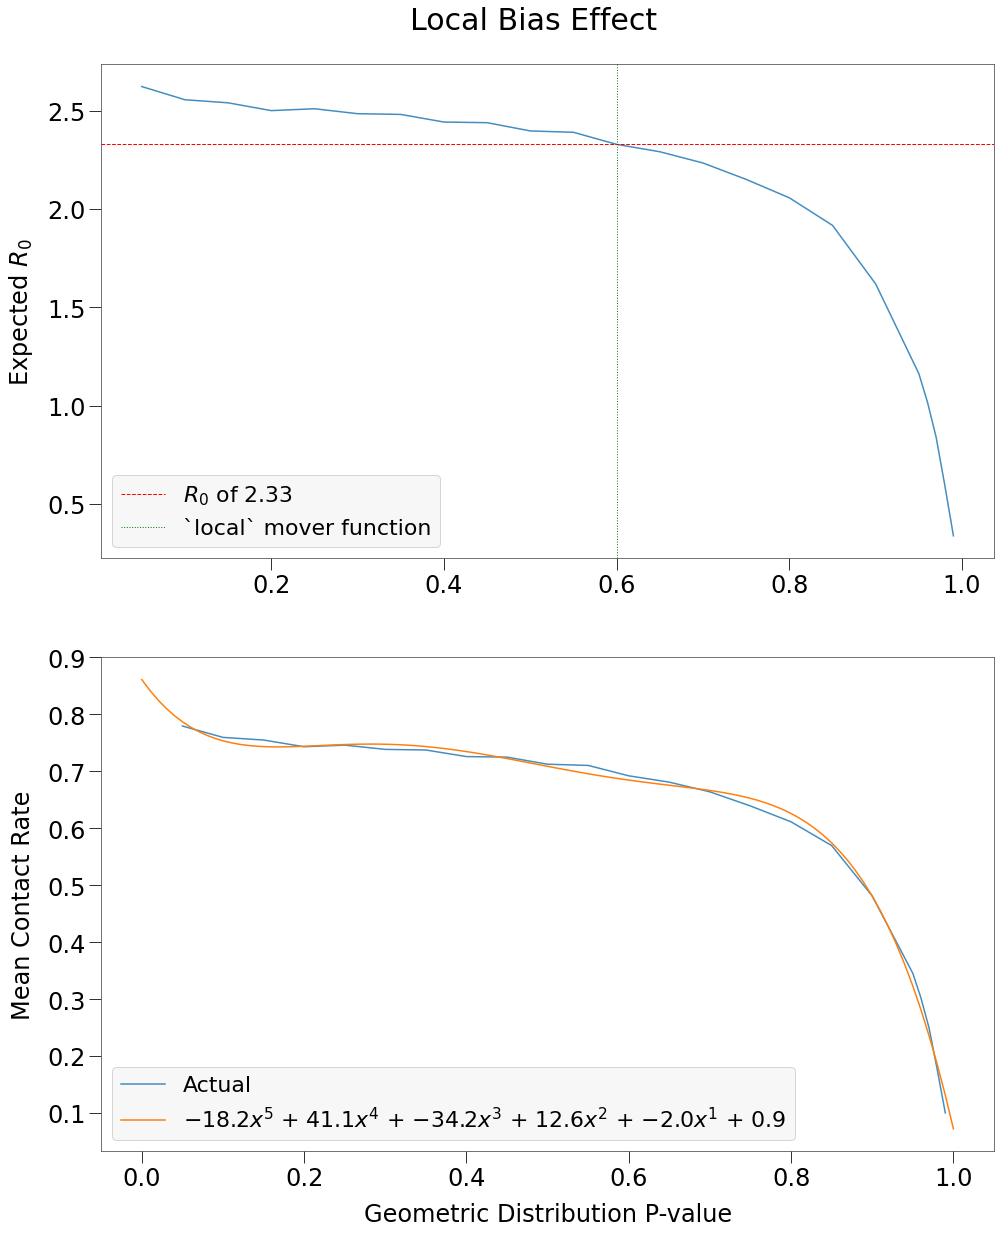 Local Bias Effect
Expected R₀
2.5
2.0
1.5
1.0
0.5
R₀ of 2.33
`local` mover function
0.2 0.4 0.6 0.8 1.0
Mean Contact Rate
0.9
0.8
0.7
0.6
0.5
0.4
0.3
0.2
0.1
Actual
−18.2x⁵ + 41.1x⁴ + −34.2x³ + 12.6x² + −2.0x¹ + 0.9
0.0 0.2 0.4 0.6 0.8 1.0
Geometric Distribution P-value